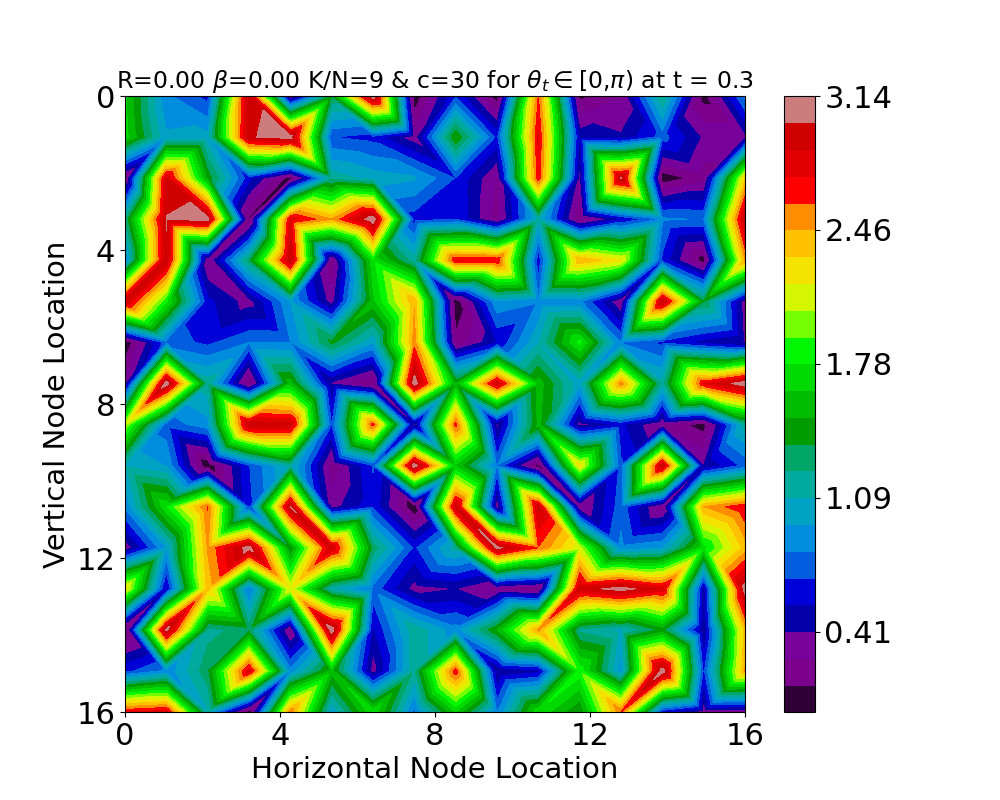 R=0.00 β=0.00 K/N=9 & c=30 for θ_t ∈ [0,π) at t = 0.3
0
4
8
12
16
Vertical Node Location
0 4 8 12 16
Horizontal Node Location
3.14
2.46
1.78
1.09
0.41